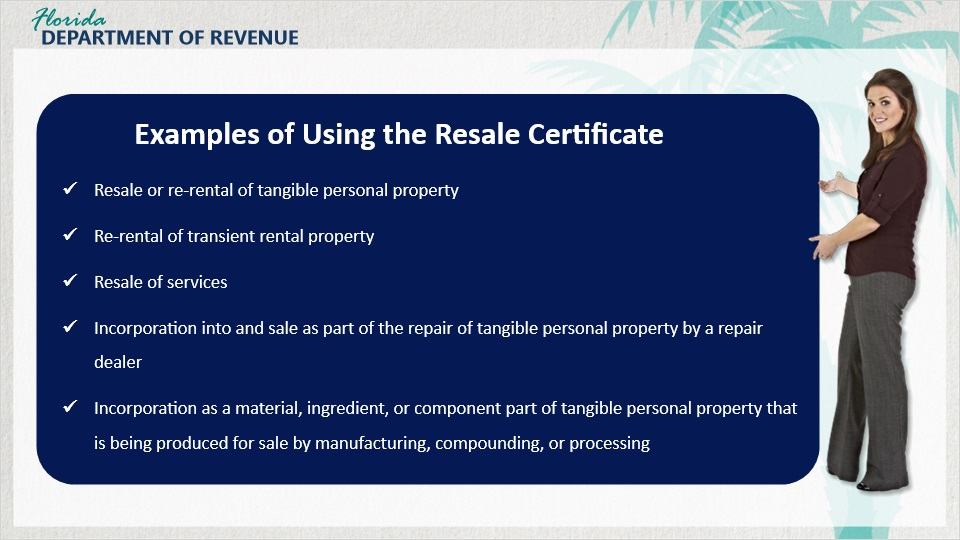 Florida
DEPARTMENT OF REVENUE
Examples of Using the Resale Certificate
✓ Resale or re-rental of tangible personal property
✓ Re-rental of transient rental property
✓ Resale of services
✓ Incorporation into and sale as part of the repair of tangible personal property by a repair
dealer
✓ Incorporation as a material, ingredient, or component part of tangible personal property that
is being produced for sale by manufacturing, compounding, or processing